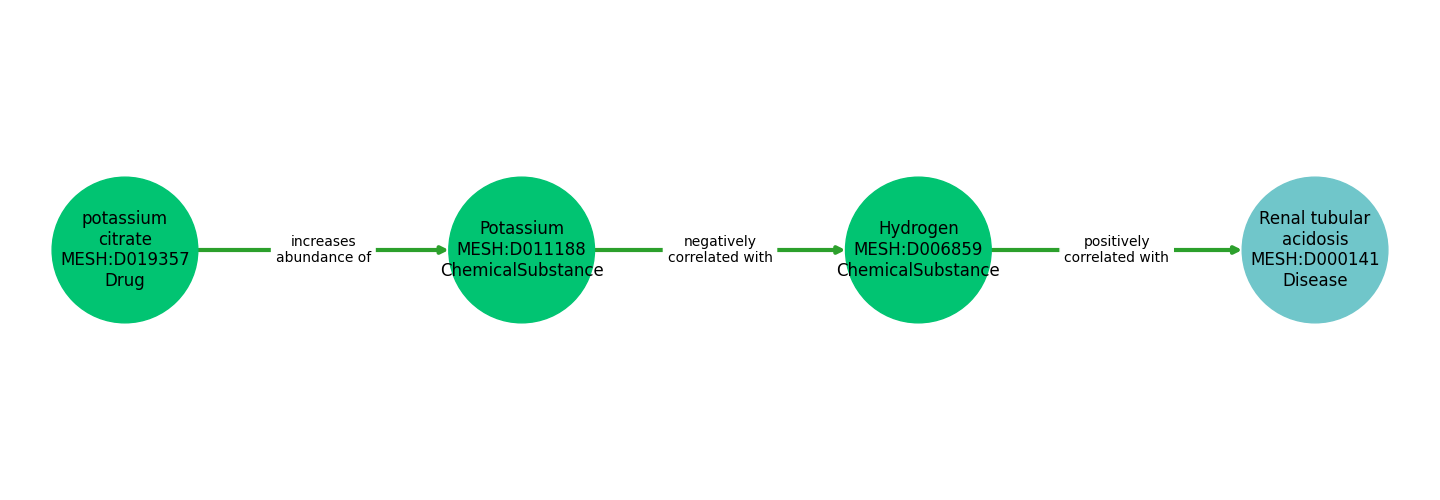 potassium
citrate
MESH:D019357
Drug
increases
abundance of
Potassium
MESH:D011188
ChemicalSubstance
negatively
correlated with
Hydrogen
MESH:D006859
ChemicalSubstance
positively
correlated with
Renal tubular
acidosis
MESH:D000141
Disease